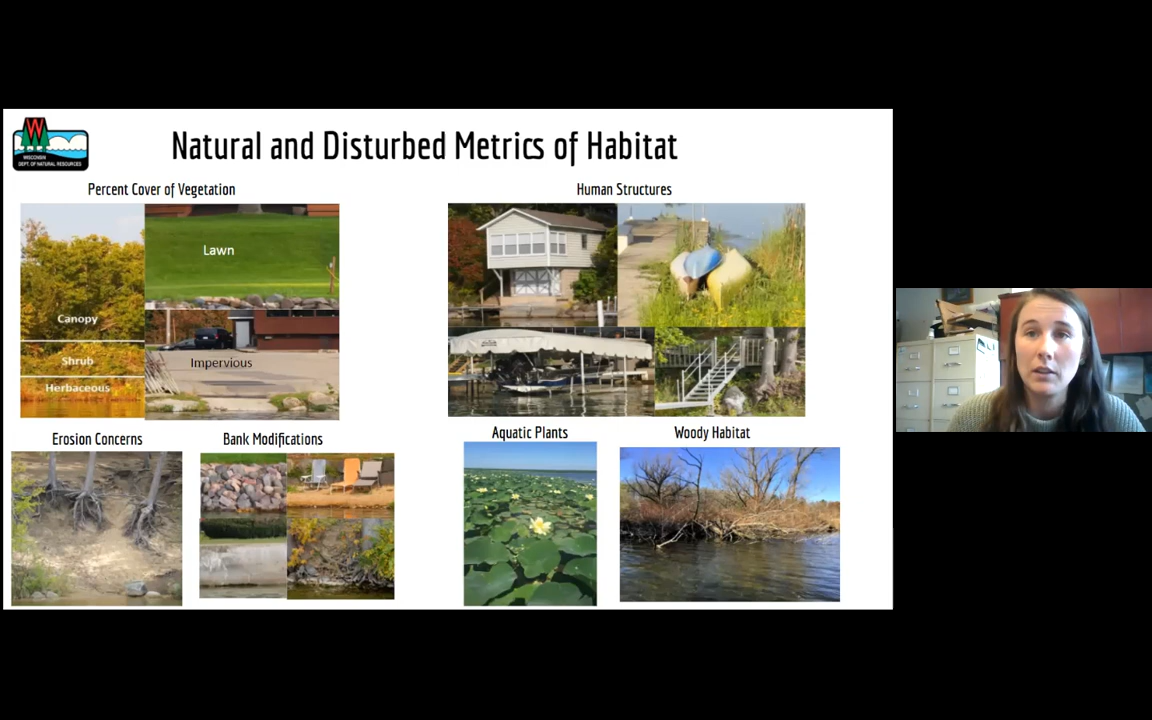 WISCONSIN
DEPT. OF NATURAL RESOURCES
Natural and Disturbed Metrics of Habitat
Percent Cover of Vegetation
Human Structures
Lawn
Canopy
Shrub
Impervious
Herbaceous
Erosion Concerns
Bank Modifications
Aquatic Plants
Woody Habitat